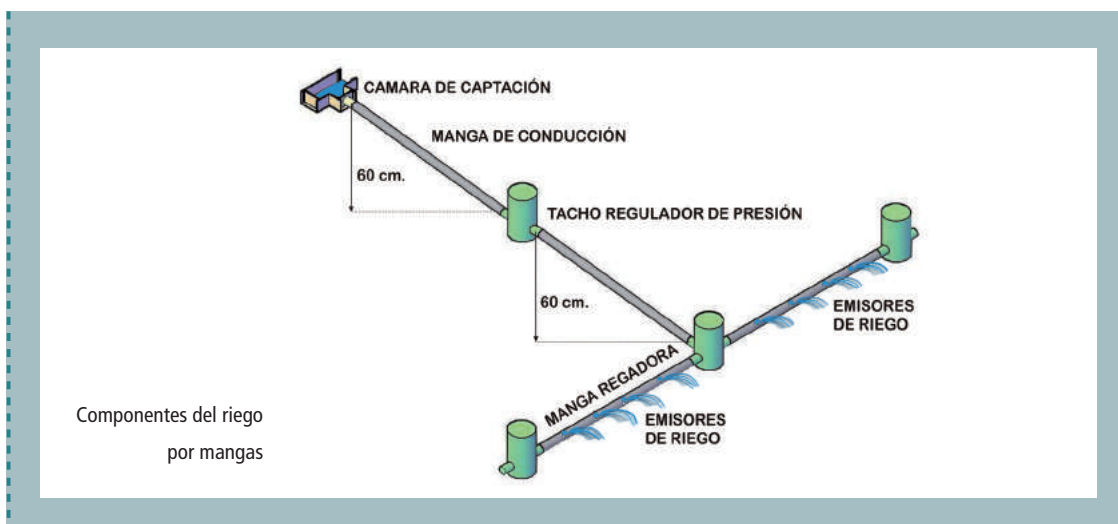 CAMARA DE CAPTACIÓN
MANGA DE CONDUCCIÓN
60 cm.
TACHO REGULADOR DE PRESIÓN
60 cm.
EMISORES
DE RIEGO
MANGA REGADORA
EMISORES
DE RIEGO
Componentes del riego
por mangas